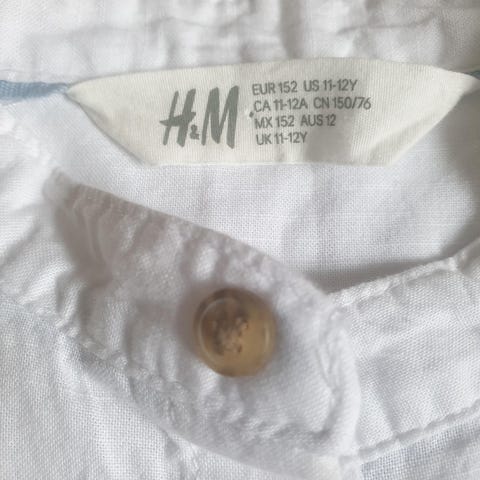 H&M
EUR 152 US 11-12Y
CA 11-12A CN 150/76
MX 152 AUS 12
UK 11-12Y